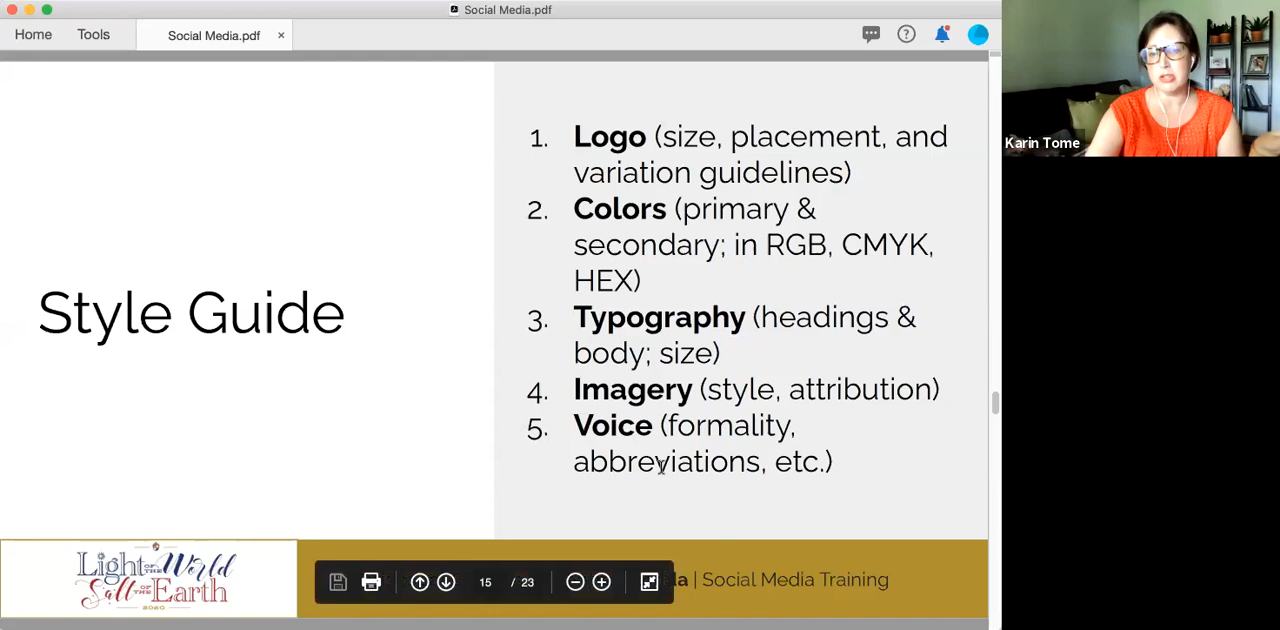 Social Media.pdf
Home
Tools
Social Media.pdf
×
?
Karin Tome
Style Guide
1. Logo (size, placement, and
variation guidelines)
2. Colors (primary &
secondary; in RGB, CMYK,
HEX)
3. Typography (headings &
body; size)
4. Imagery (style, attribution)
5. Voice (formality,
abbreviations, etc.)
Light OF THE World
Salt OF THE Earth
2020
15 / 23
la | Social Media Training